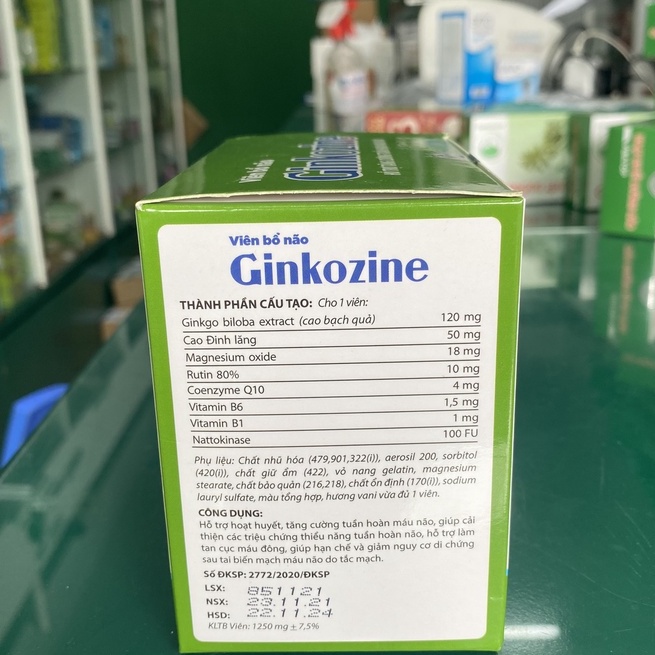 Viên bổ não
Ginkozine
Viên bổ não
Ginkozine
THÀNH PHẦN CẤU TẠO: Cho 1 viên:
Ginkgo biloba extract (cao bạch quả) 120 mg
Cao Đinh lăng 50 mg
Magnesium oxide 18 mg
Rutin 80% 10 mg
Coenzyme Q10 4 mg
Vitamin B6 1,5 mg
Vitamin B1 1 mg
Nattokinase 100 FU
Phụ liệu: Chất nhũ hóa (479,901,322(i)), aerosil 200, sorbitol
(420(i)), chất giữ ẩm (422), vỏ nang gelatin, magnesium
stearate, chất bảo quản (216,218), chất ổn định (170(i)), sodium
lauryl sulfate, màu tổng hợp, hương vani vừa đủ 1 viên.
CÔNG DỤNG:
Hỗ trợ hoạt huyết, tăng cường tuần hoàn máu não, giúp cải
thiện các triệu chứng thiểu năng tuần hoàn não, hỗ trợ làm
tan cục máu đông, giúp hạn chế và giảm nguy cơ di chứng
sau tai biến mạch máu não do tắc mạch.
Số ĐKSP: 2772/2020/ĐKSP
LSX: 851121
NSX: 23.11.21
HSD: 22.11.24
KLTB Viên: 1250 mg ± 7,5%